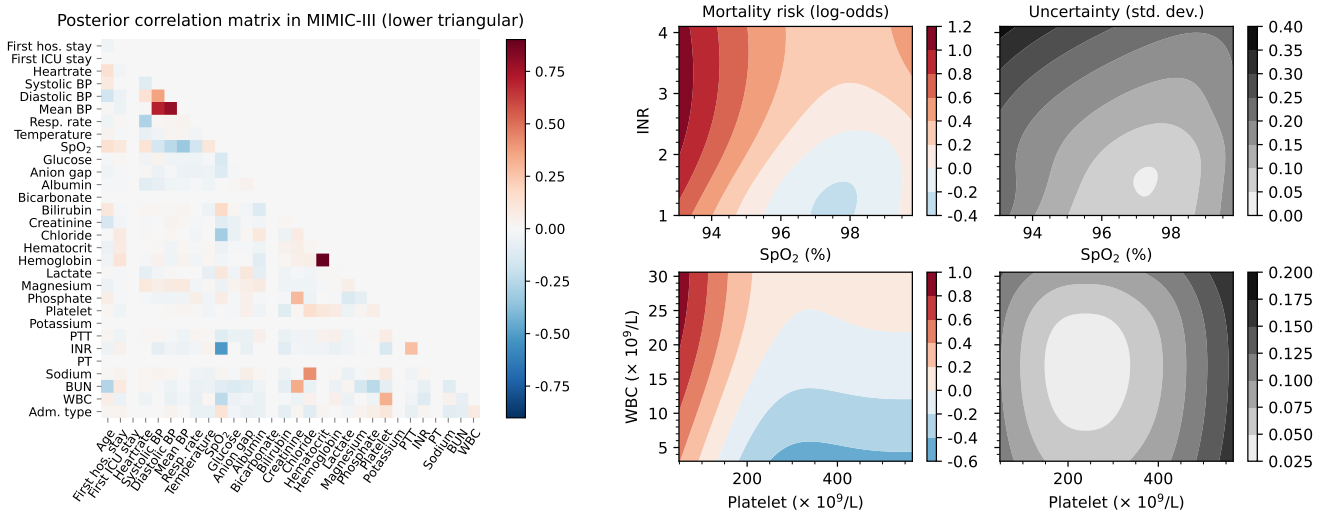 Posterior correlation matrix in MIMIC-III (lower triangular)
First hos. stay
First ICU stay
Heartrate
Systolic BP
Diastolic BP
Mean BP
Resp. rate
Temperature
SpO₂
Glucose
Anion gap
Albumin
Bicarbonate
Bilirubin
Creatinine
Chloride
Hematocrit
Hemoglobin
Lactate
Magnesium
Phosphate
Platelet
Potassium
PTT
INR
PT
Sodium
BUN
WBC
Adm. type
Age
First hos. stay
First ICU stay
Heartrate
Systolic BP
Diastolic BP
Mean BP
Resp. rate
Temperature
SpO₂
Glucose
Anion gap
Albumin
Bicarbonate
Bilirubin
Creatinine
Chloride
Hematocrit
Hemoglobin
Lactate
Magnesium
Phosphate
Platelet
Potassium
PTT
INR
PT
Sodium
BUN
WBC
0.75
0.50
0.25
0.00
-0.25
-0.50
-0.75
Mortality risk (log-odds)
INR
4
3
2
1
94 96 98
SpO₂ (%)
1.2
1.0
0.8
0.6
0.4
0.2
0.0
-0.2
-0.4
Uncertainty (std. dev.)
94 96 98
SpO₂ (%)
0.40
0.35
0.30
0.25
0.20
0.15
0.10
0.05
0.00
WBC (× 10⁹/L)
30
25
20
15
10
5
200 400
Platelet (× 10⁹/L)
1.0
0.8
0.6
0.4
0.2
0.0
-0.2
-0.4
-0.6
200 400
Platelet (× 10⁹/L)
0.200
0.175
0.150
0.125
0.100
0.075
0.050
0.025